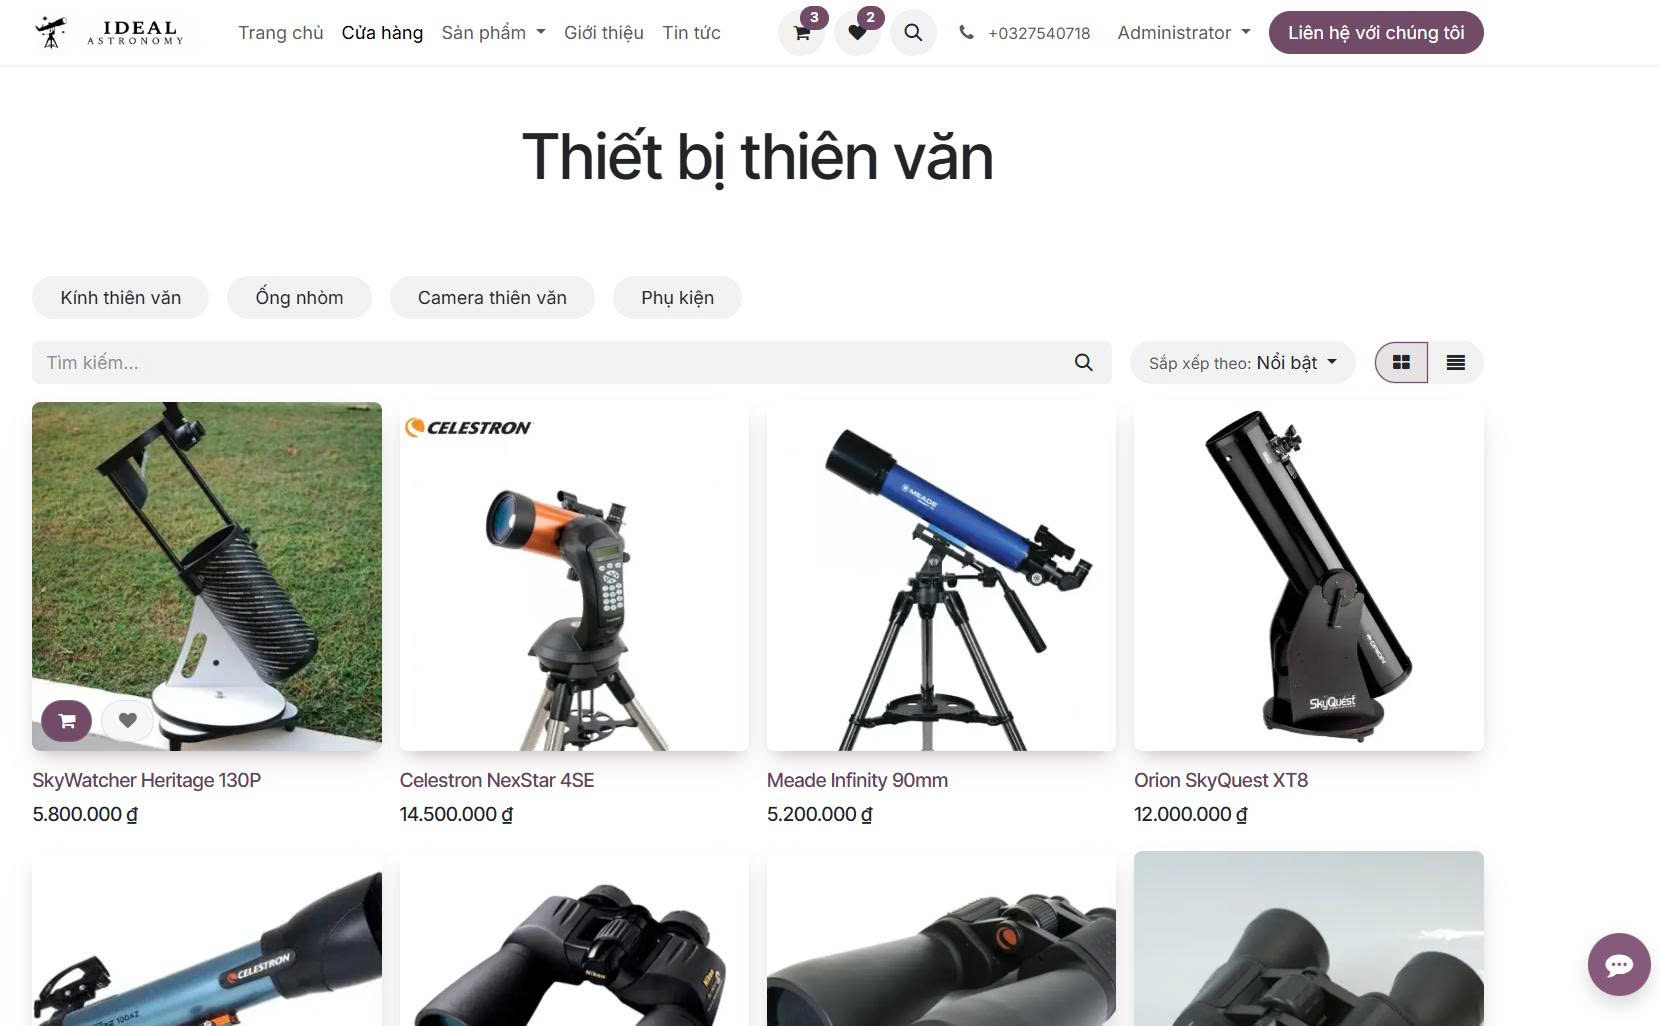 IDEAL
ASTRONOMY
Trang chủ
Cửa hàng
Sản phẩm
Giới thiệu
Tin tức
3
2
+0327540718
Administrator
Liên hệ với chúng tôi
Thiết bị thiên văn
Kính thiên văn
Ống nhòm
Camera thiên văn
Phụ kiện
Tìm kiếm...
Sắp xếp theo: Nổi bật
CELESTRON
MEADE
ORION
SkyQuest
SkyWatcher Heritage 130P
5.800.000 ₫
Celestron NexStar 4SE
14.500.000 ₫
Meade Infinity 90mm
5.200.000 ₫
Orion SkyQuest XT8
12.000.000 ₫
CELESTRON
100AZ
Nikon